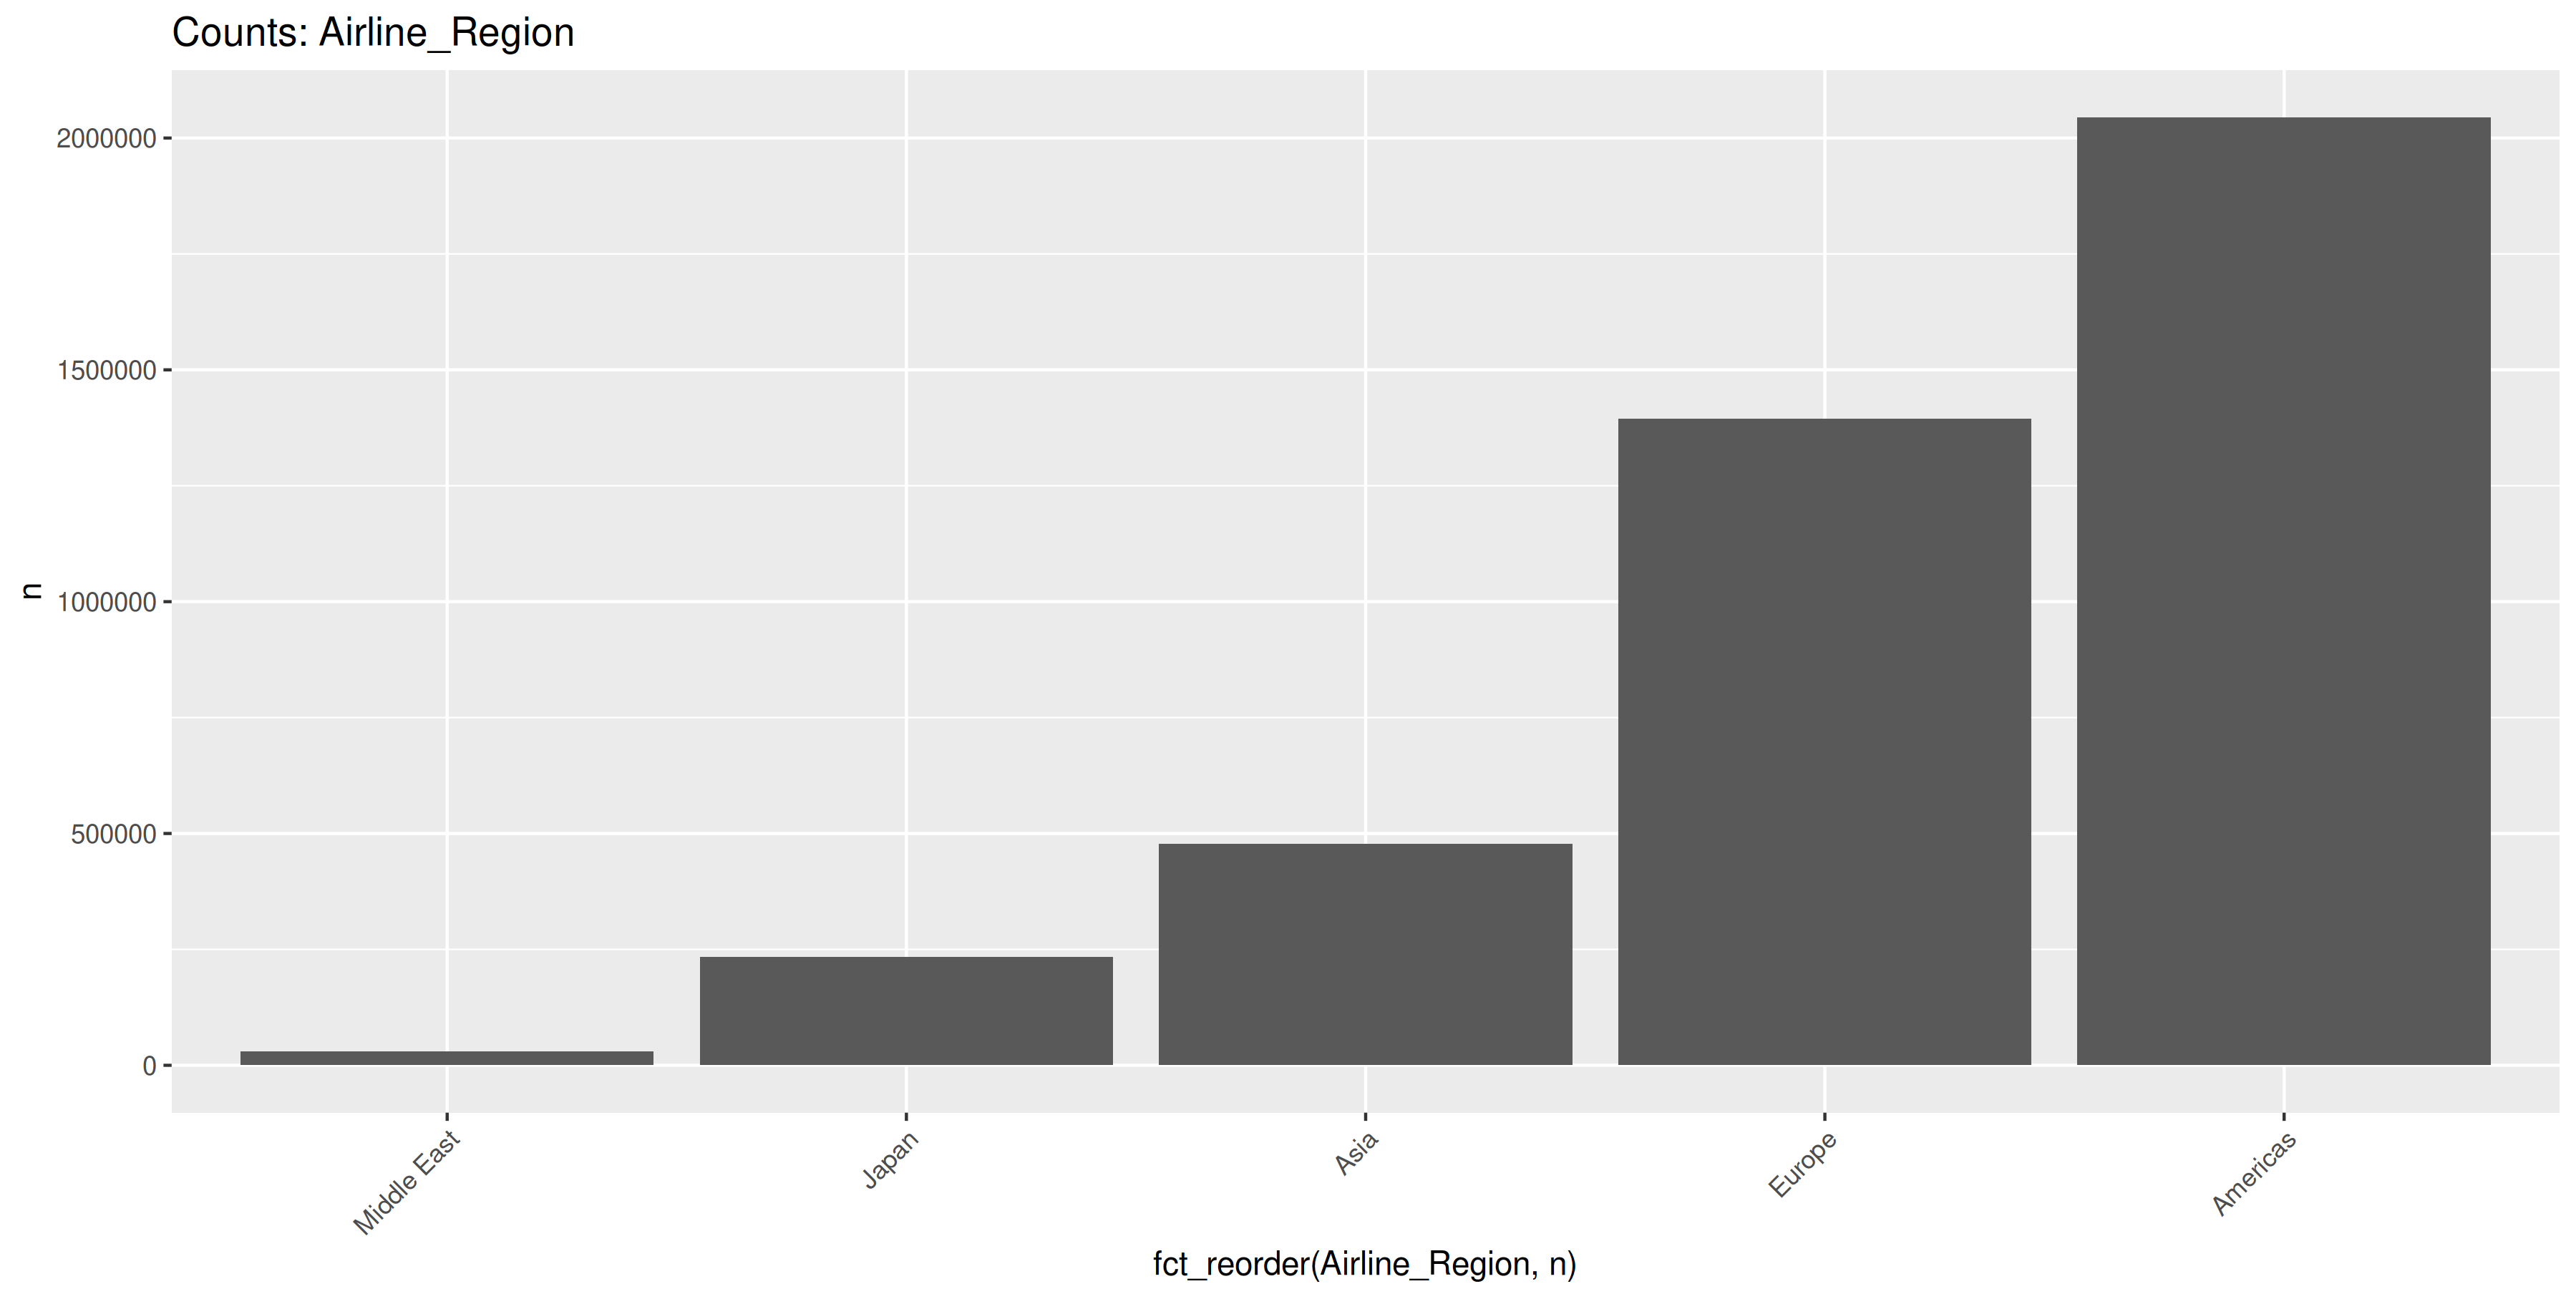 Counts: Airline_Region
2000000
1500000
1000000
500000
0
n
Middle East
Japan
Asia
Europe
Americas
fct_reorder(Airline_Region, n)